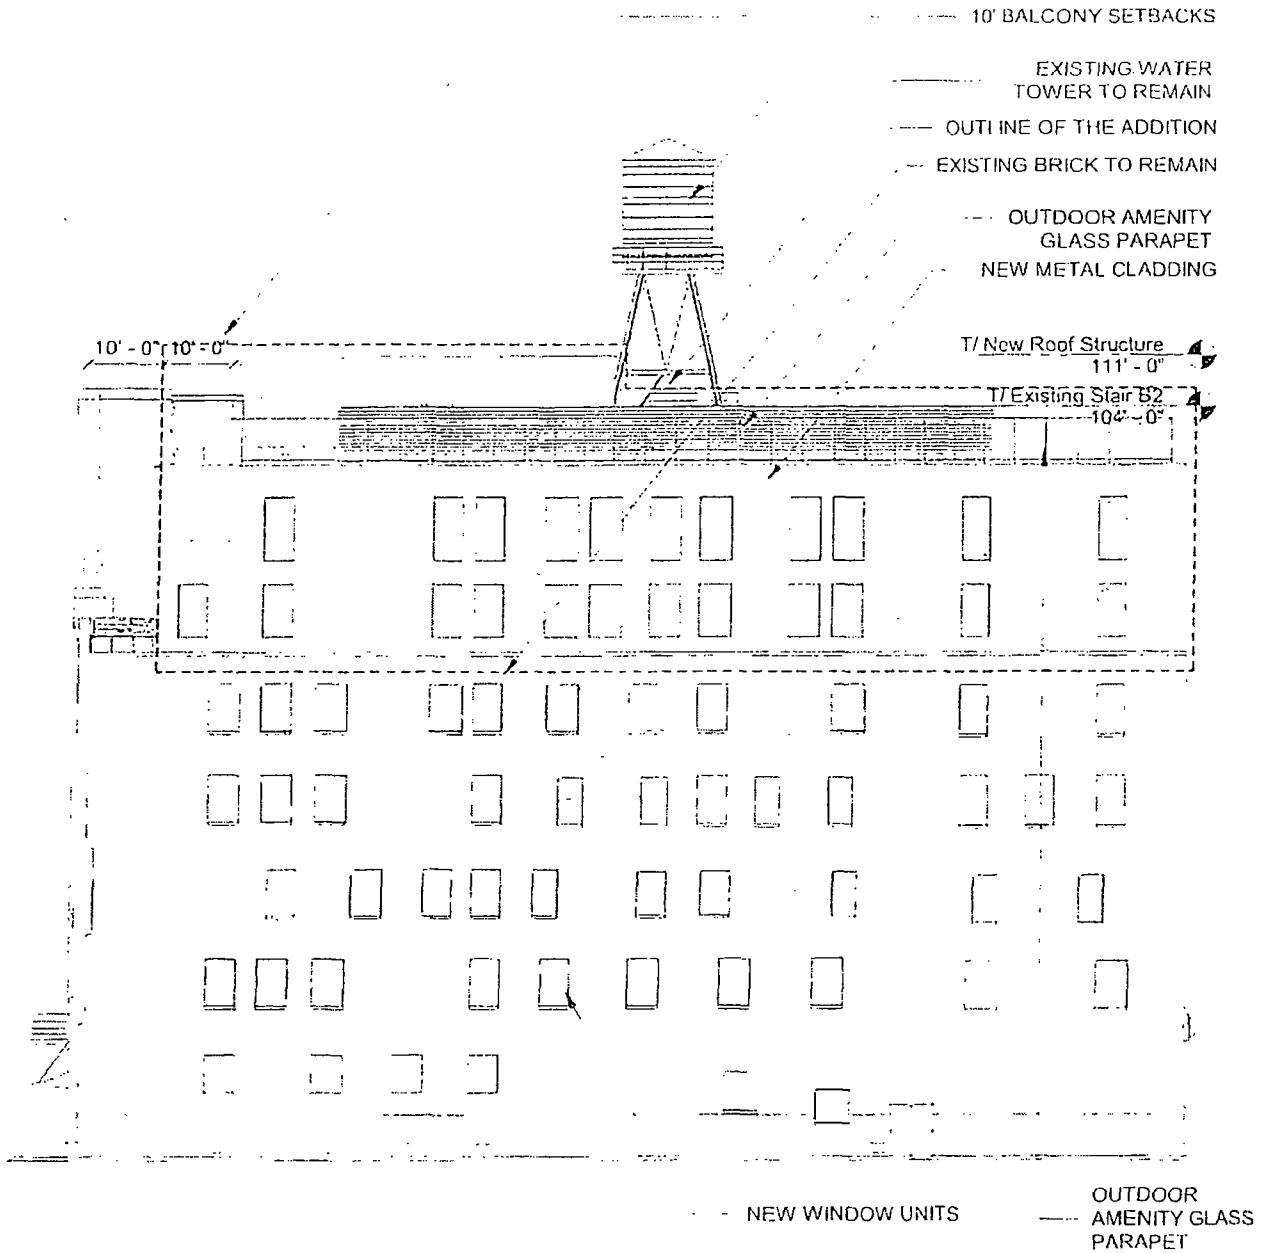 10' BALCONY SETBACKS
EXISTING WATER
TOWER TO REMAIN
OUTLINE OF THE ADDITION
EXISTING BRICK TO REMAIN
OUTDOOR AMENITY
GLASS PARAPET
NEW METAL CLADDING
10' - 0" 10' - 0"
T/ New Roof Structure
111' - 0"
T/ Existing Stair B2
104' - 0"
NEW WINDOW UNITS
OUTDOOR
AMENITY GLASS
PARAPET